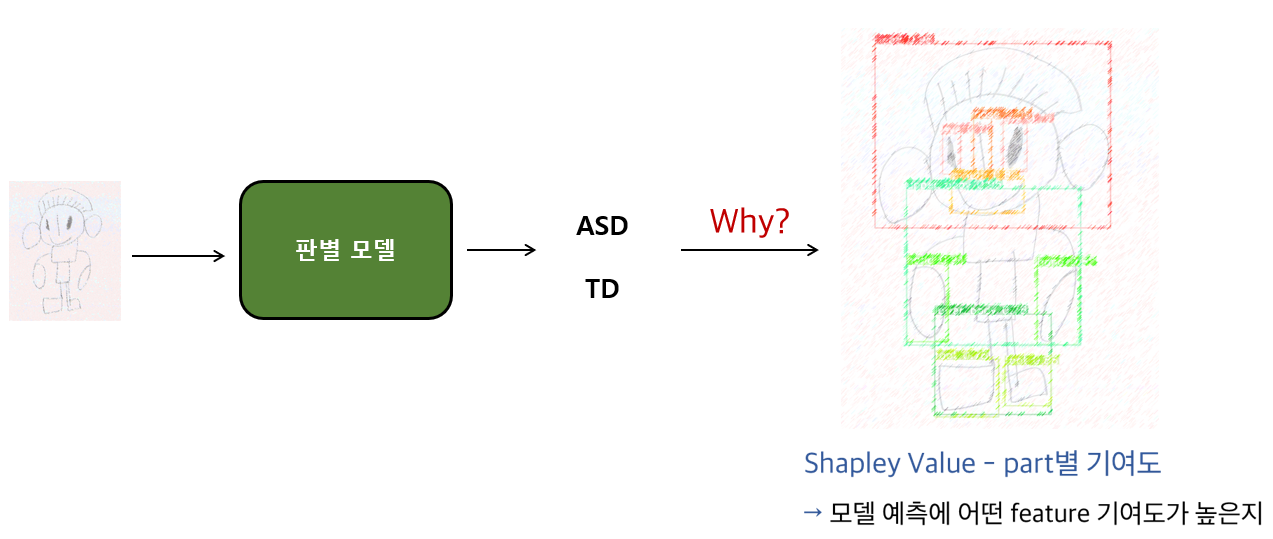 판별 모델
ASD
TD
Why?
Shapley Value - part별 기여도
→ 모델 예측에 어떤 feature 기여도가 높은지